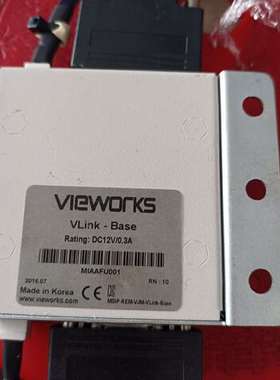 vieworks
VLink - Base
Rating: DC12V/0.3A
MIAAFU001
2016.07
RN : 10
Made in Korea
www.vieworks.com
MSIP-REM-VJM-VLink-Base